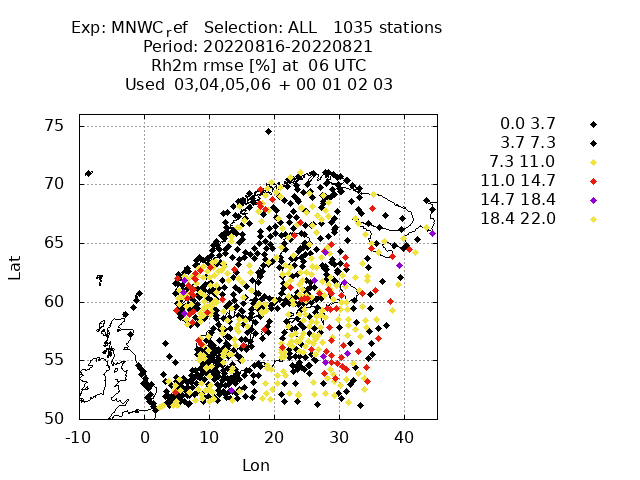 Exp: MNWC_ref   Selection: ALL   1035 stations
Period: 20220816-20220821
Rh2m rmse [%] at  06 UTC
Used  03,04,05,06  + 00 01 02 03
0.0 3.7
3.7 7.3
7.3 11.0
11.0 14.7
14.7 18.4
18.4 22.0
75
70
65
60
55
50
Lat
-10 0 10 20 30 40
Lon